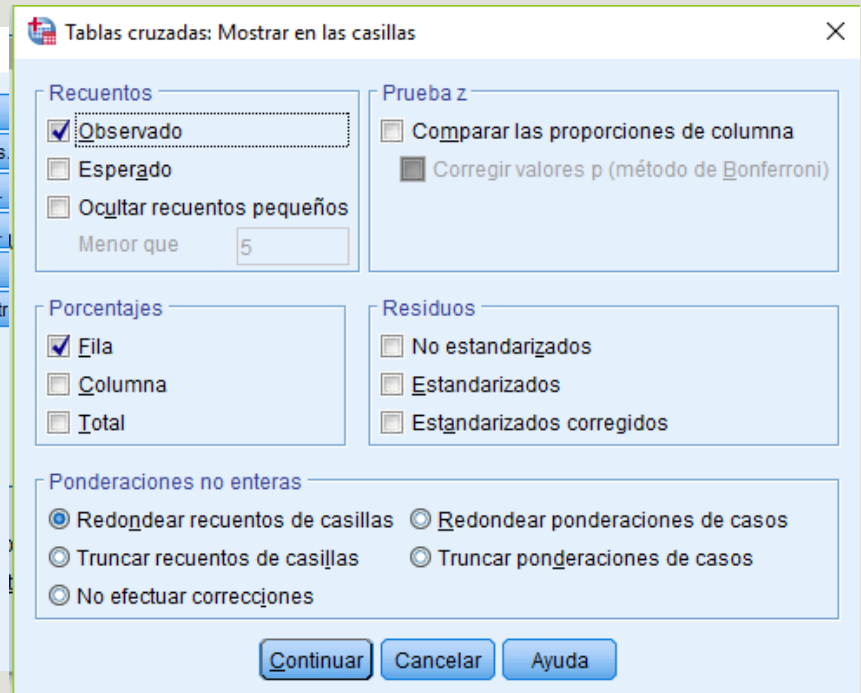 Tablas cruzadas: Mostrar en las casillas
Recuentos
Observado
Esperado
Ocultar recuentos pequeños
Menor que 5
Prueba z
Comparar las proporciones de columna
Corregir valores p (método de Bonferroni)
Porcentajes
Fila
Columna
Total
Residuos
No estandarizados
Estandarizados
Estandarizados corregidos
Ponderaciones no enteras
Redondear recuentos de casillas Redondear ponderaciones de casos
Truncar recuentos de casillas Truncar ponderaciones de casos
No efectuar correcciones
Continuar Cancelar Ayuda